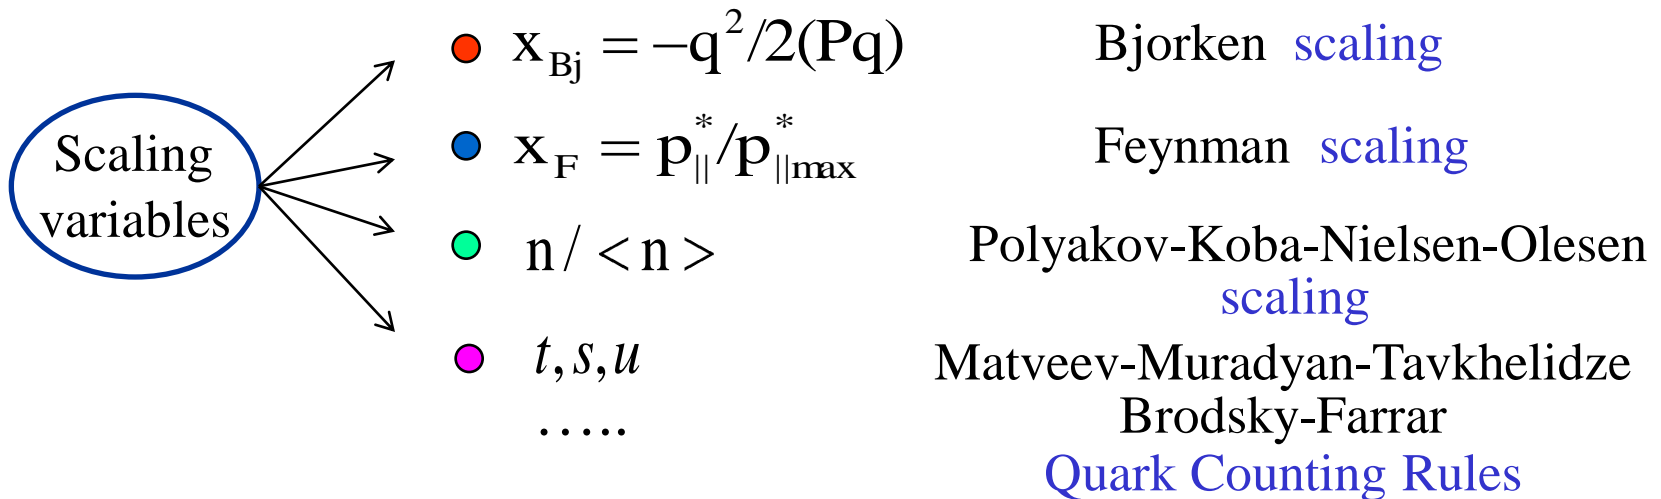 Scaling
variables
x_Bj = −q²/2(Pq)
Bjorken scaling
x_F = p*_||/p*_||max
Feynman scaling
n / < n >
Polyakov-Koba-Nielsen-Olesen
scaling
t, s, u
Matveev-Muradyan-Tavkhelidze
Brodsky-Farrar
.....
Quark Counting Rules